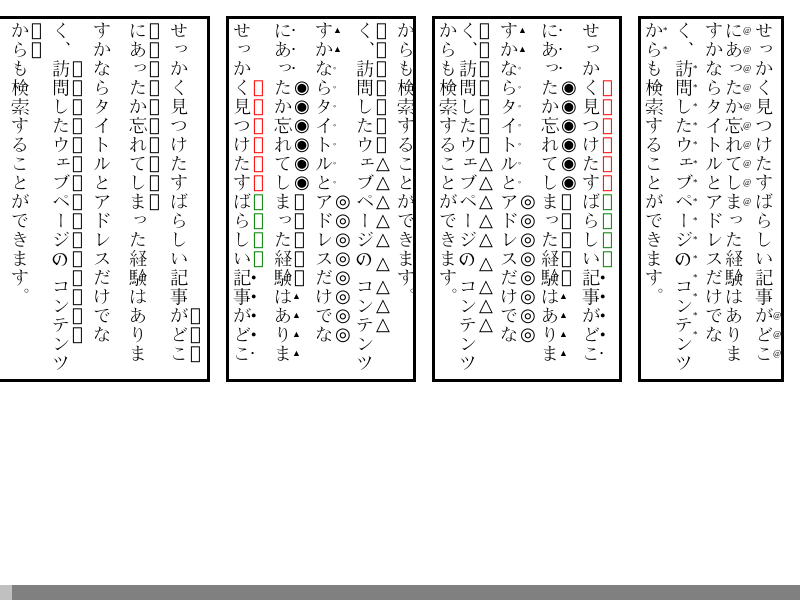 せっかく見つけたすばらしい記事がどこ
にあったか忘れてしまった経験はありま
すかならタイトルとアドレスだけでな
く、訪問したウェブページのコンテンツ
からも検索することができます。
せっかく見つけたすばらしい記事がどこ
にあったか忘れてしまった経験はありま
すかならタイトルとアドレスだけでな
く、訪問したウェブページのコンテンツ
からも検索することができます。
せっかく見つけたすばらしい記事がどこ
にあったか忘れてしまった経験はありま
すかならタイトルとアドレスだけでな
く、訪問したウェブページのコンテンツ
からも検索することができます。
せっかく見つけたすばらしい記事がどこ
にあったか忘れてしまった経験はありま
すかならタイトルとアドレスだけでな
く、訪問したウェブページのコンテンツ
からも検索することができます。